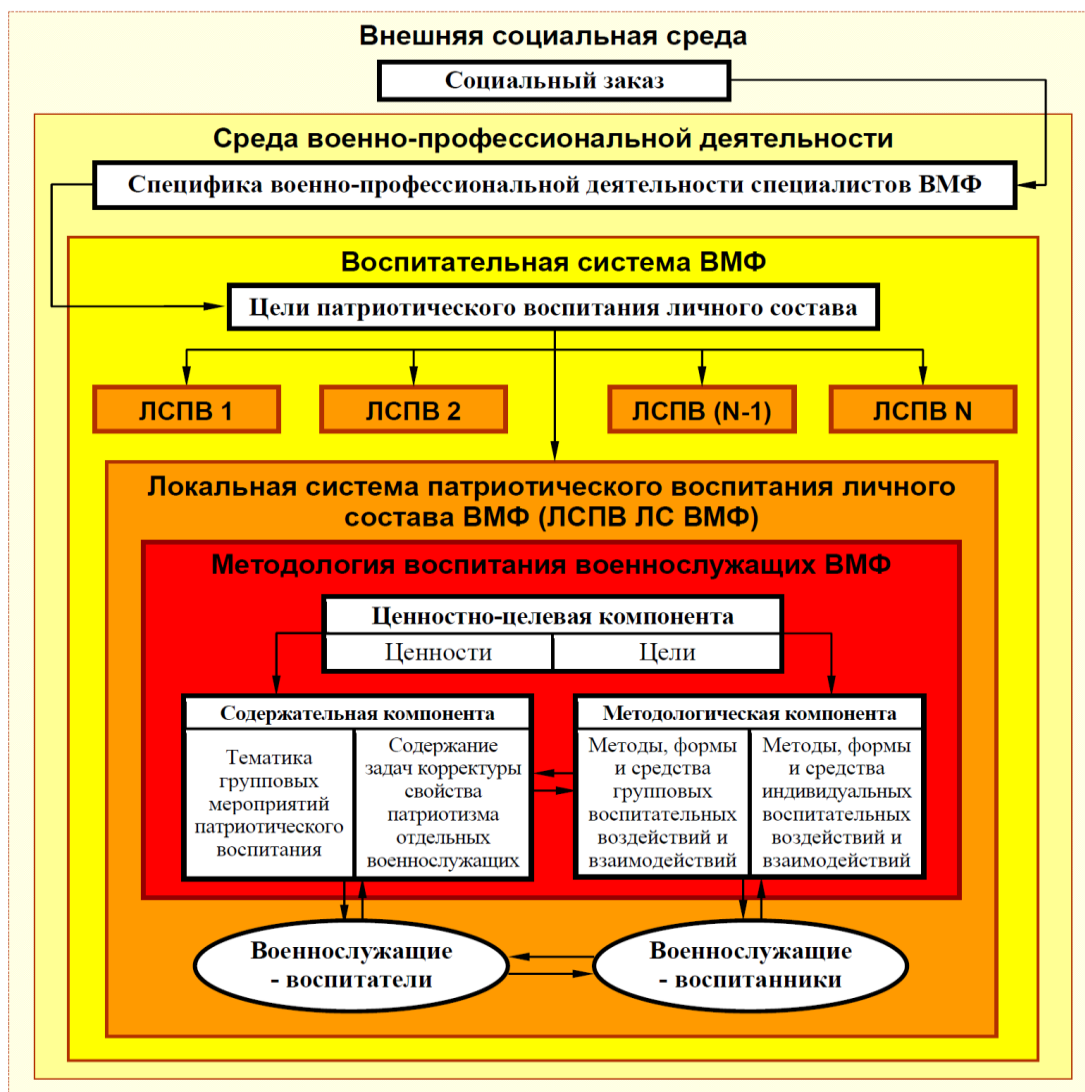 Внешняя социальная среда
Социальный заказ
Среда военно-профессиональной деятельности
Специфика военно-профессиональной деятельности специалистов ВМФ
Воспитательная система ВМФ
Цели патриотического воспитания личного состава
ЛСПВ 1
ЛСПВ 2
ЛСПВ (N-1)
ЛСПВ N
Локальная система патриотического воспитания личного
состава ВМФ (ЛСПВ ЛС ВМФ)
Методология воспитания военнослужащих ВМФ
Ценностно-целевая компонента
Ценности
Цели
Содержательная компонента
Тематика
групповых
мероприятий
патриотического
воспитания
Содержание
задач корректуры
свойства
патриотизма
отдельных
военнослужащих
Методологическая компонента
Методы, формы
и средства
групповых
воспитательных
воздействий и
взаимодействий
Методы, формы
и средства
индивидуальных
воспитательных
воздействий и
взаимодействий
Военнослужащие
- воспитатели
Военнослужащие
- воспитанники